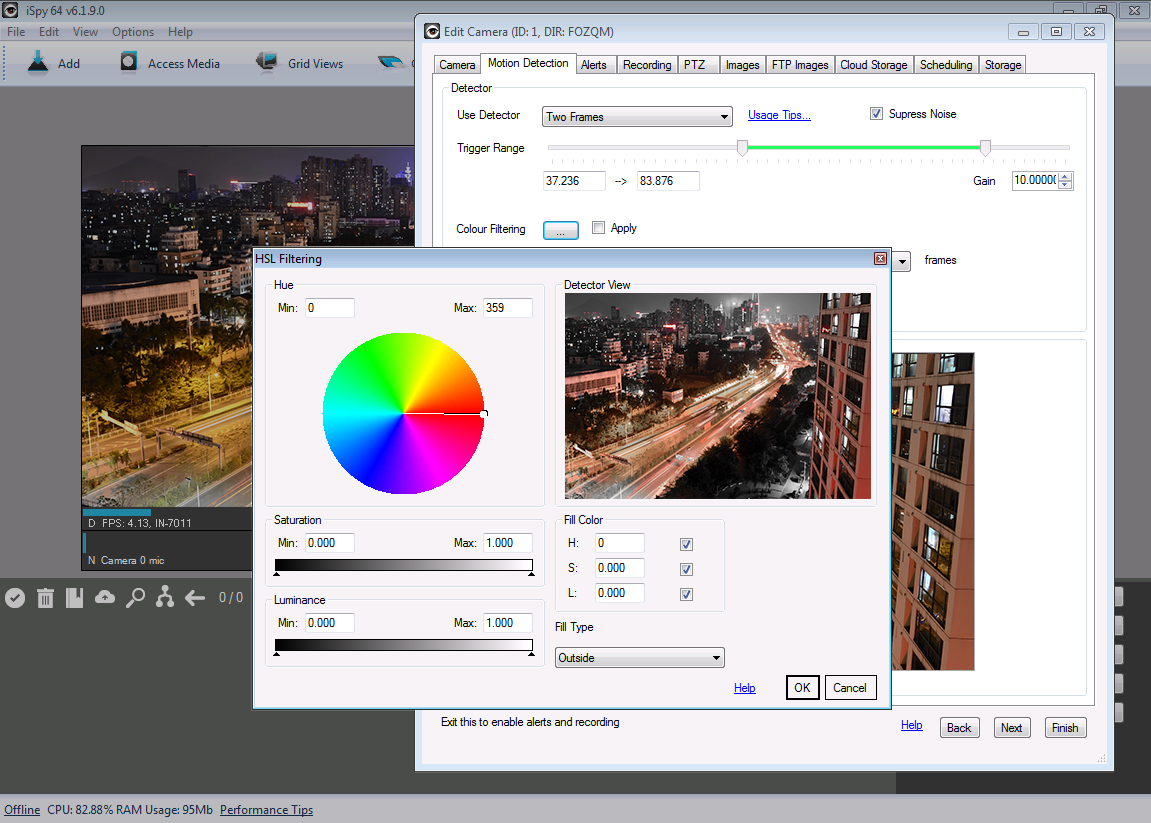 iSpy 64 v6.1.9.0
File Edit View Options Help
Add Access Media Grid Views
Edit Camera (ID: 1, DIR: FOZQM)
Camera Motion Detection Alerts Recording PTZ Images FTP Images Cloud Storage Scheduling Storage
Detector
Use Detector Two Frames Usage Tips... Supress Noise
Trigger Range
37.236 --> 83.876 Gain 10.0000
Colour Filtering ... Apply
frames
HSL Filtering
Hue
Min: 0 Max: 359
Detector View
Saturation
Min: 0.000 Max: 1.000
Luminance
Min: 0.000 Max: 1.000
Fill Color
H: 0
S: 0.000
L: 0.000
Fill Type
Outside
Help OK Cancel
D FPS: 4.13, IN-7011
N Camera 0 mic
0 / 0
Exit this to enable alerts and recording
Help Back Next Finish
Offline CPU: 82.88% RAM Usage: 95Mb Performance Tips